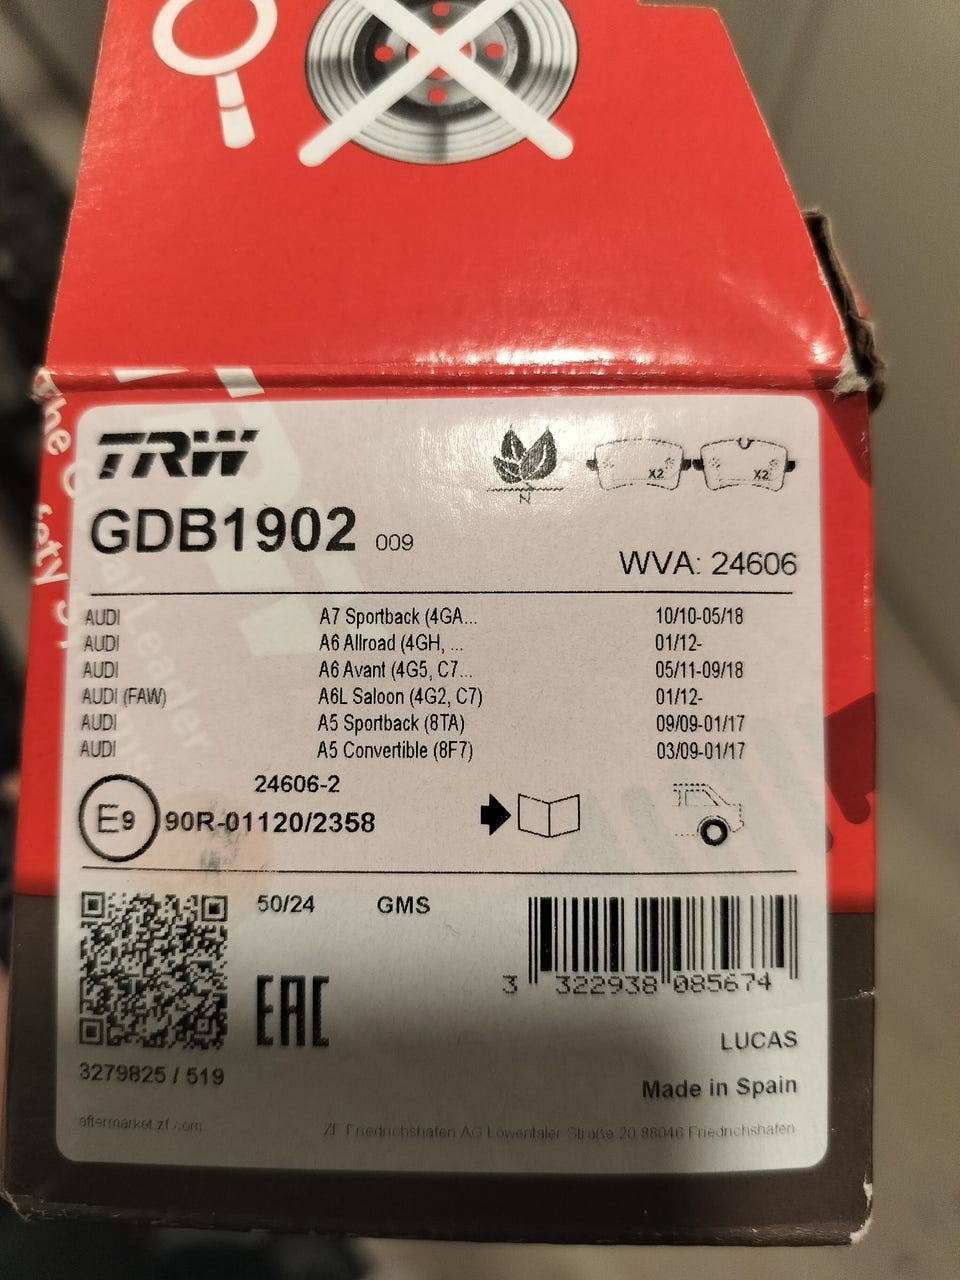 TRW
GDB1902 009
N
X2 X2
WVA: 24606
AUDI A7 Sportback (4GA... 10/10-05/18
AUDI A6 Allroad (4GH, ... 01/12-
AUDI A6 Avant (4G5, C7... 05/11-09/18
AUDI (FAW) A6L Saloon (4G2, C7) 01/12-
AUDI A5 Sportback (8TA) 09/09-01/17
AUDI A5 Convertible (8F7) 03/09-01/17
24606-2
E9 90R-01120/2358
50/24 GMS
EAC
3 322938 085674
LUCAS
3279825 / 519
Made in Spain
aftermarket.zf.com
ZF Friedrichshafen AG Löwentaler Straße 20 88046 Friedrichshafen